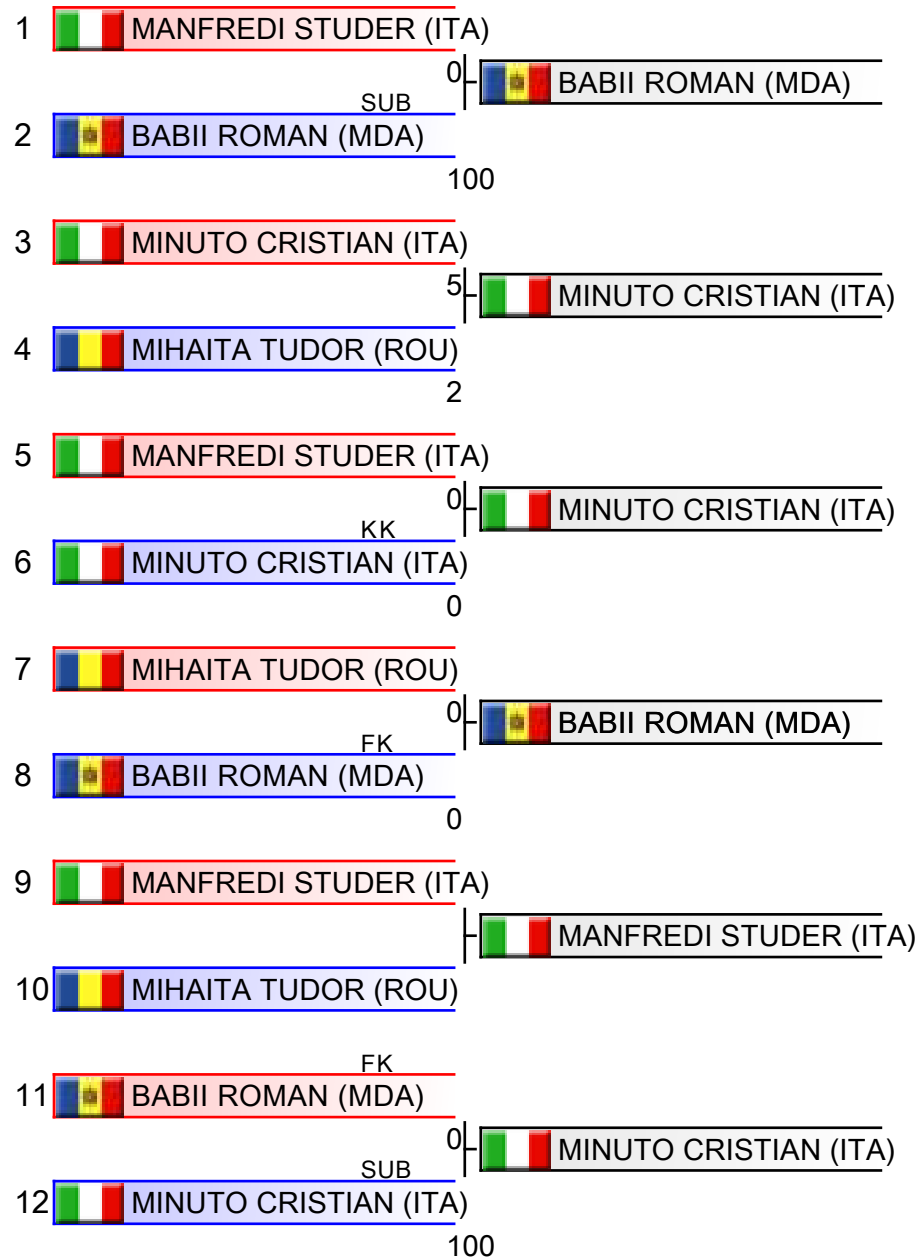 1 MANFREDI STUDER (ITA)
0 BABII ROMAN (MDA)
SUB
2 BABII ROMAN (MDA)
100
3 MINUTO CRISTIAN (ITA)
5 MINUTO CRISTIAN (ITA)
4 MIHAITA TUDOR (ROU)
2
5 MANFREDI STUDER (ITA)
0 MINUTO CRISTIAN (ITA)
KK
6 MINUTO CRISTIAN (ITA)
0
7 MIHAITA TUDOR (ROU)
0 BABII ROMAN (MDA)
FK
8 BABII ROMAN (MDA)
0
9 MANFREDI STUDER (ITA)
MANFREDI STUDER (ITA)
10 MIHAITA TUDOR (ROU)
FK
11 BABII ROMAN (MDA)
0 MINUTO CRISTIAN (ITA)
SUB
12 MINUTO CRISTIAN (ITA)
100